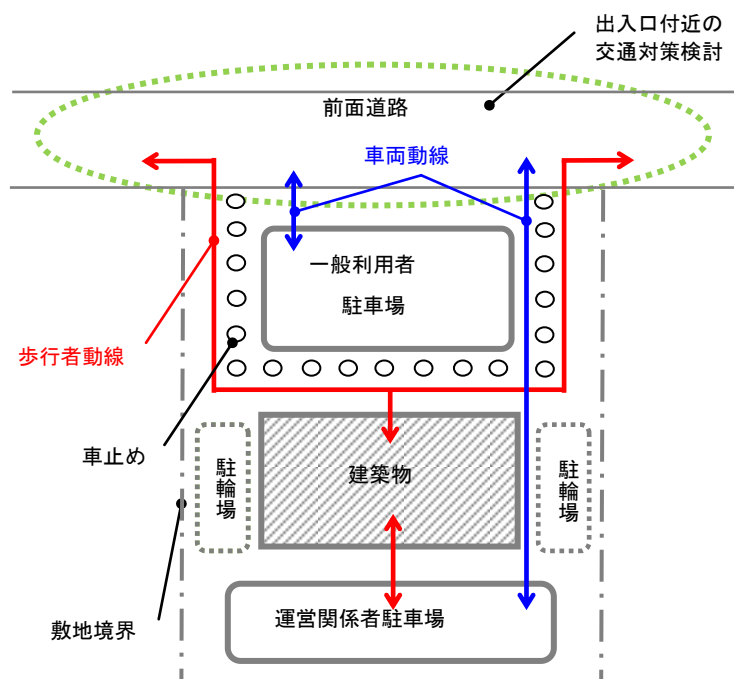 出入口付近の
交通対策検討
前面道路
車両動線
一般利用者
駐車場
歩行者動線
車止め
駐輪場
建築物
駐輪場
運営関係者駐車場
敷地境界